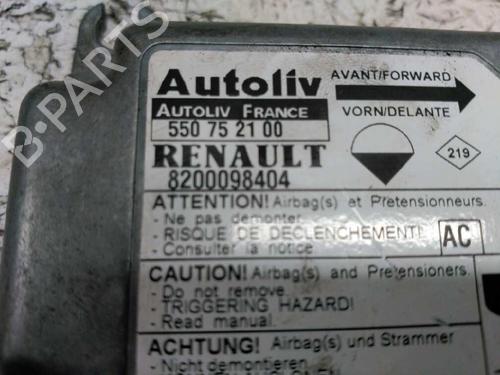 Autoliv
AVANT/FORWARD
AUTOLIV FRANCE
550 75 21 00
VORN/DELANTE
RENAULT
219
8200098404
ATTENTION! Airbag(s) et Pretensionneurs.
- Ne pas demonter.
- RISQUE DE DECLENCHEMENT!
AC
- Consulter la notice.
CAUTION! Airbag(s) and Pretensioners.
- Do not remove.
- TRIGGERING HAZARD!
- Read manual.
ACHTUNG! Airbag(s) und Strammer
- Nicht demontieren
B-Parts